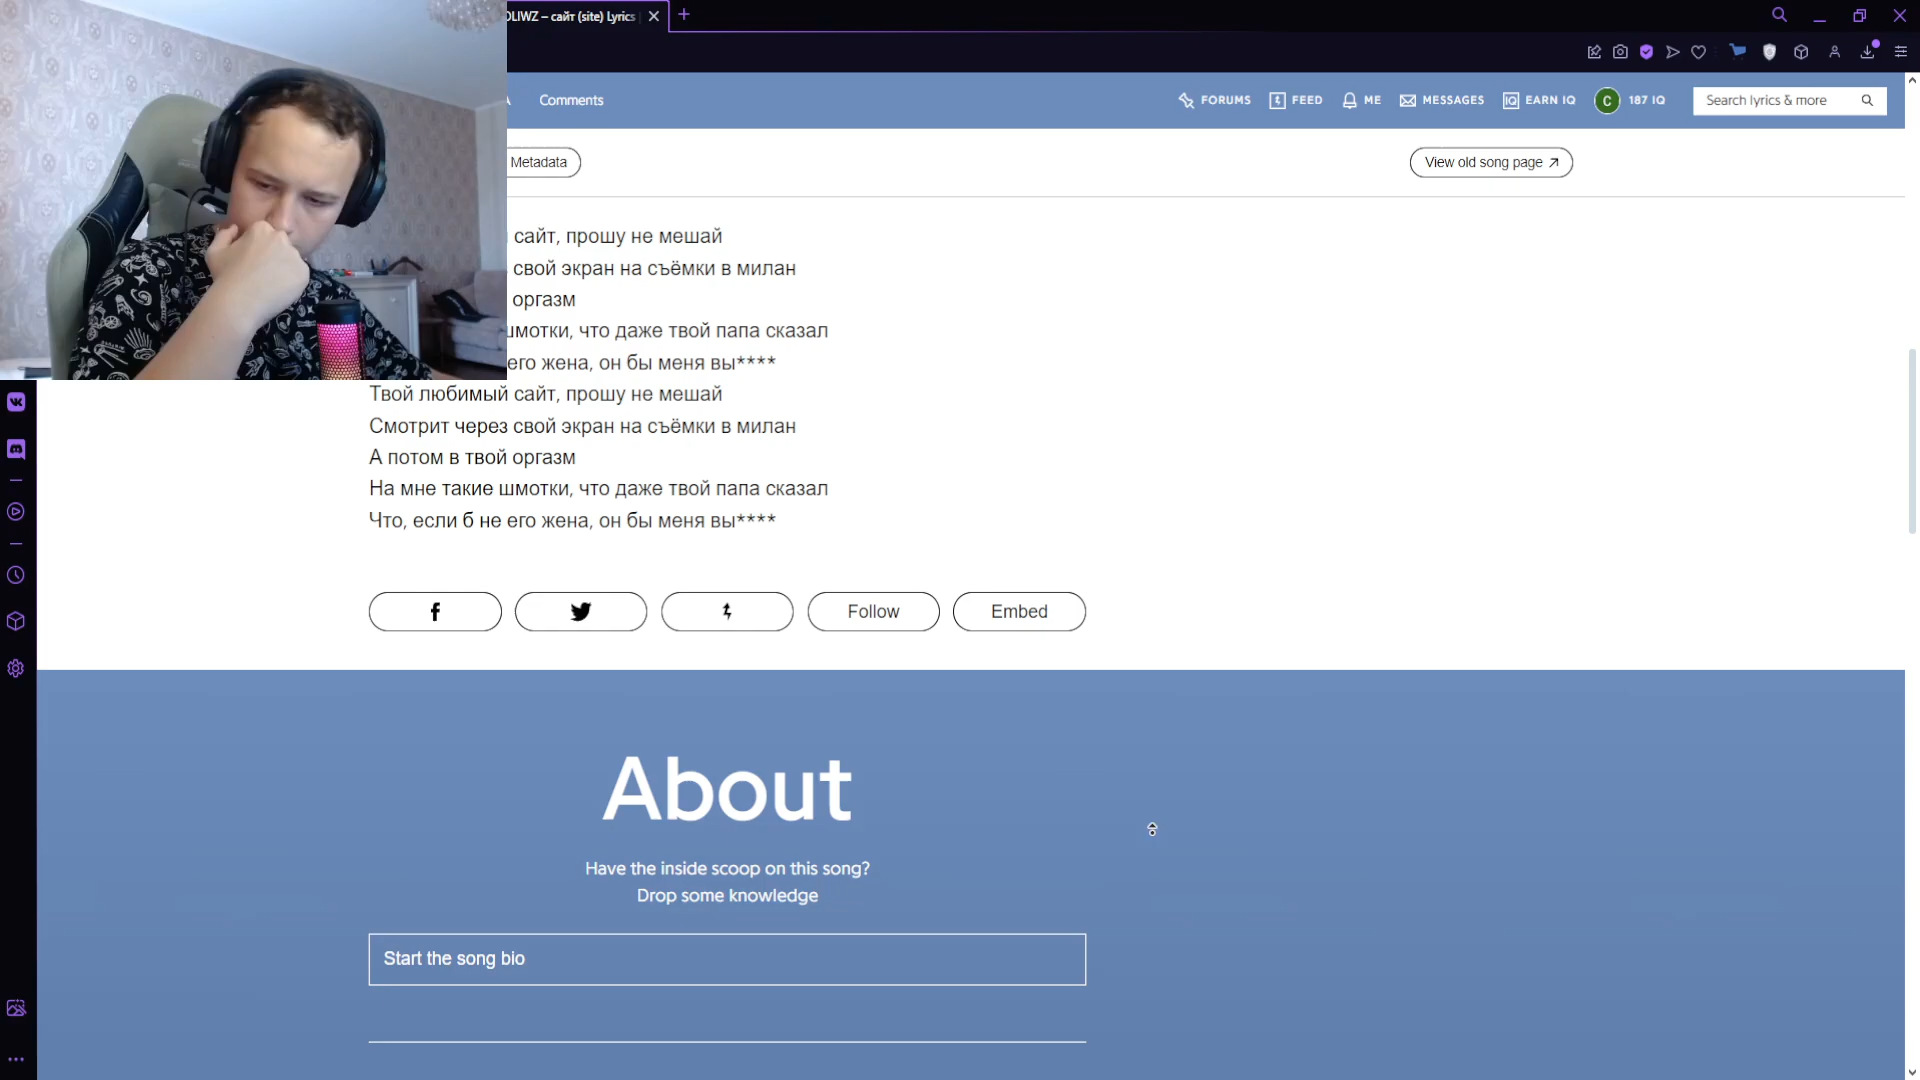 OLIWZ – сайт (site) Lyrics
Comments
FORUMS
FEED
ME
MESSAGES
EARN IQ
C
187 IQ
Search lyrics & more
Metadata
View old song page
сайт, прошу не мешай
свой экран на съёмки в милан
оргазм
шмотки, что даже твой папа сказал
его жена, он бы меня вы****
Твой любимый сайт, прошу не мешай
Смотрит через свой экран на съёмки в милан
А потом в твой оргазм
На мне такие шмотки, что даже твой папа сказал
Что, если б не его жена, он бы меня вы****
Follow
Embed
About
Have the inside scoop on this song?
Drop some knowledge
Start the song bio